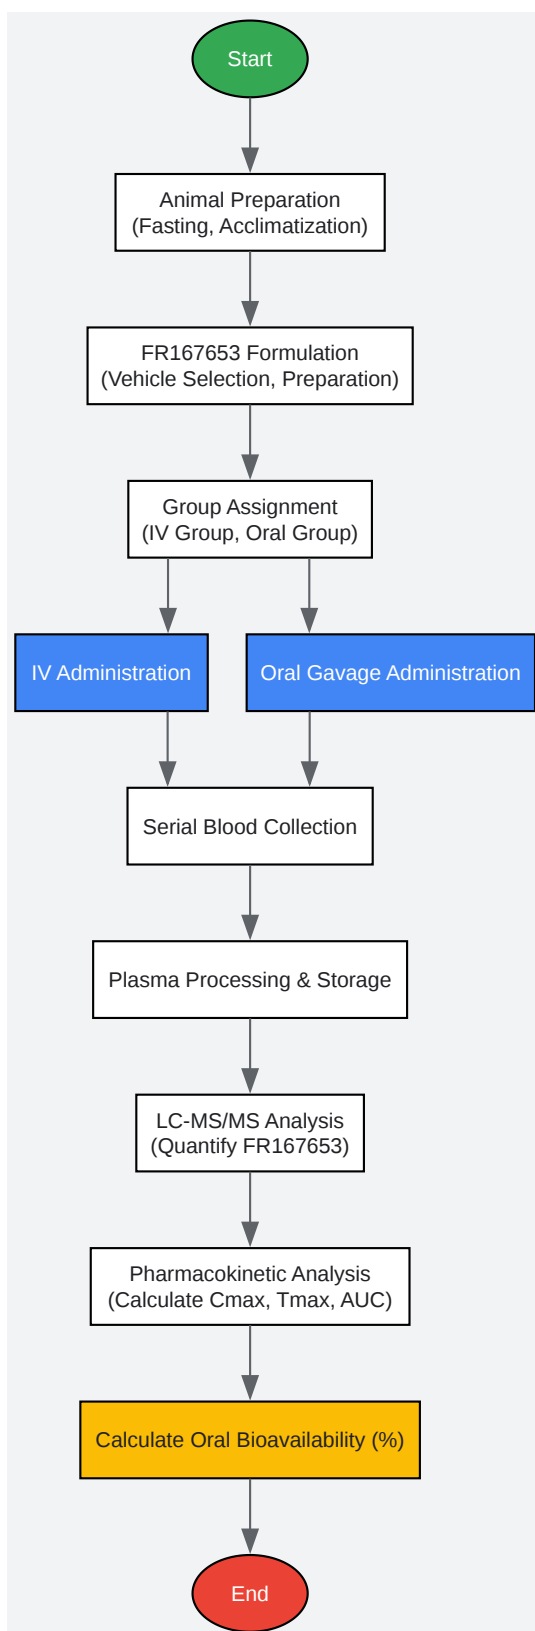 Start
Animal Preparation
(Fasting, Acclimatization)
FR167653 Formulation
(Vehicle Selection, Preparation)
Group Assignment
(IV Group, Oral Group)
IV Administration
Oral Gavage Administration
Serial Blood Collection
Plasma Processing & Storage
LC-MS/MS Analysis
(Quantify FR167653)
Pharmacokinetic Analysis
(Calculate Cmax, Tmax, AUC)
Calculate Oral Bioavailability (%)
End